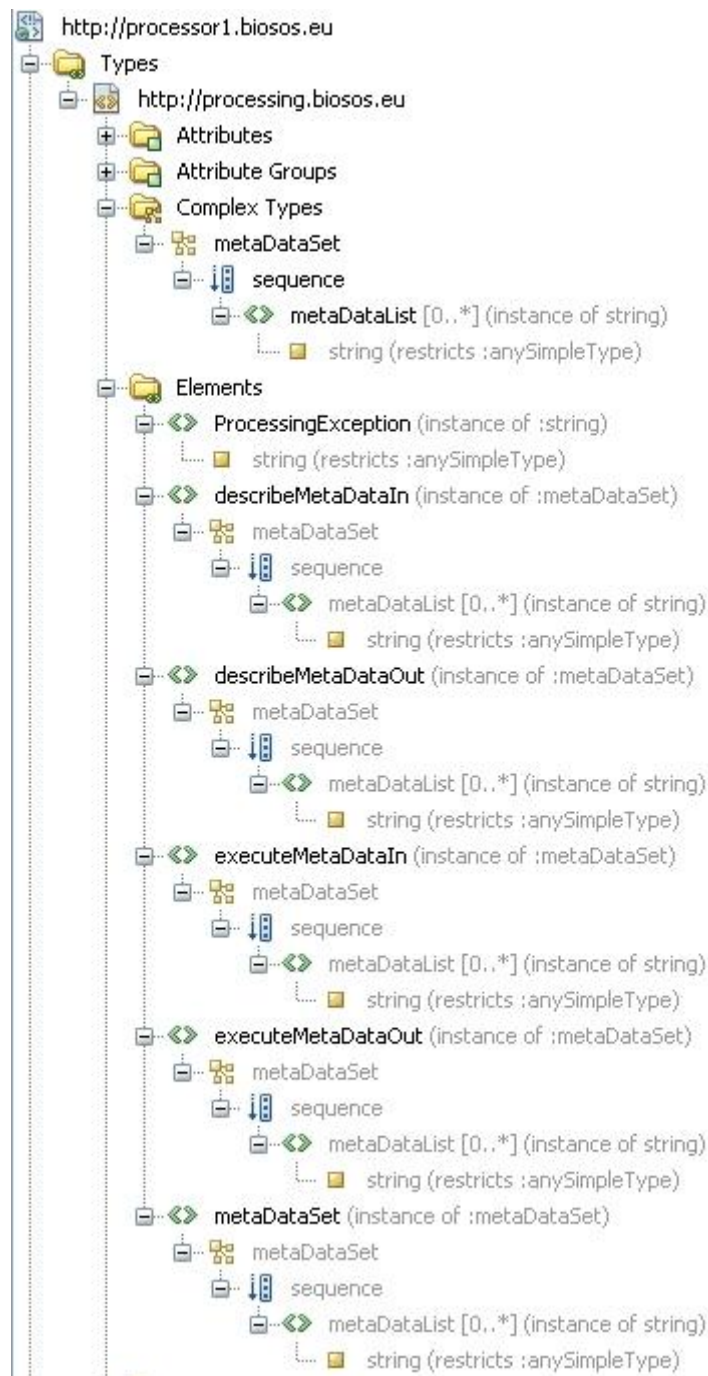 http://processor1.biosos.eu
Types
http://processing.biosos.eu
Attributes
Attribute Groups
Complex Types
metaDataSet
sequence
metaDataList [0..*] (instance of string)
string (restricts :anySimpleType)
Elements
ProcessingException (instance of :string)
string (restricts :anySimpleType)
describeMetaDataIn (instance of :metaDataSet)
metaDataSet
sequence
metaDataList [0..*] (instance of string)
string (restricts :anySimpleType)
describeMetaDataOut (instance of :metaDataSet)
metaDataSet
sequence
metaDataList [0..*] (instance of string)
string (restricts :anySimpleType)
executeMetaDataIn (instance of :metaDataSet)
metaDataSet
sequence
metaDataList [0..*] (instance of string)
string (restricts :anySimpleType)
executeMetaDataOut (instance of :metaDataSet)
metaDataSet
sequence
metaDataList [0..*] (instance of string)
string (restricts :anySimpleType)
metaDataSet (instance of :metaDataSet)
metaDataSet
sequence
metaDataList [0..*] (instance of string)
string (restricts :anySimpleType)